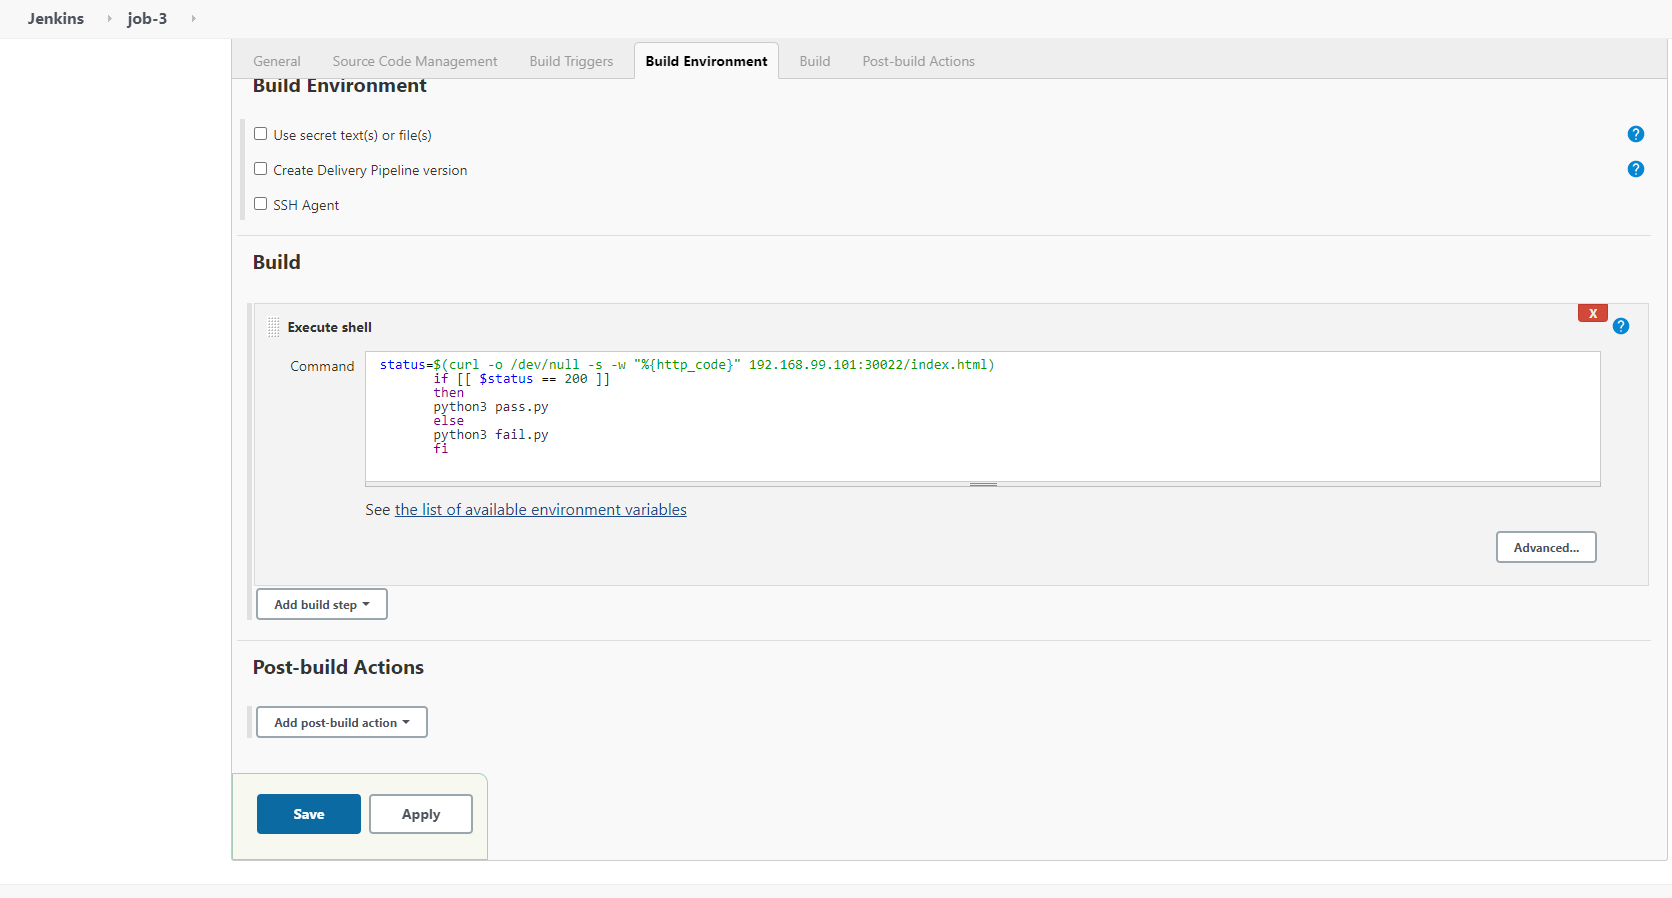 Jenkins job-3
General Source Code Management Build Triggers Build Environment Build Post-build Actions
Build Environment
Use secret text(s) or file(s)
?
Create Delivery Pipeline version
?
SSH Agent
Build
X
Execute shell
?
Command
status=$(curl -o /dev/null -s -w "%{http_code}" 192.168.99.101:30022/index.html)
if [[ $status == 200 ]]
then
python3 pass.py
else
python3 fail.py
fi
See the list of available environment variables
Advanced...
Add build step
Post-build Actions
Add post-build action
Save Apply